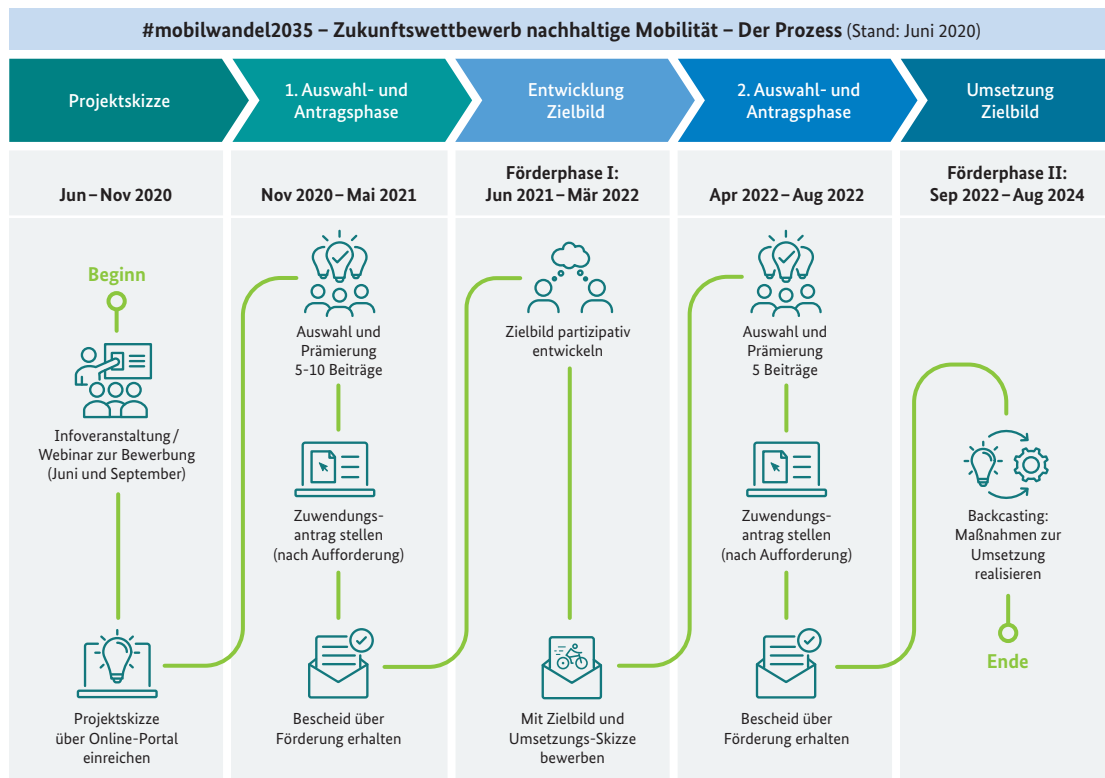 #mobilwandel2035 – Zukunftswettbewerb nachhaltige Mobilität – Der Prozess (Stand: Juni 2020)
Projektskizze
1. Auswahl- und
Antragsphase
Entwicklung
Zielbild
2. Auswahl- und
Antragsphase
Umsetzung
Zielbild
Jun – Nov 2020
Nov 2020 – Mai 2021
Förderphase I:
Jun 2021 – Mär 2022
Apr 2022 – Aug 2022
Förderphase II:
Sep 2022 – Aug 2024
Beginn
Infoveranstaltung /
Webinar zur Bewerbung
(Juni und September)
Projektskizze
über Online-Portal
einreichen
Auswahl und
Prämierung
5-10 Beiträge
Zuwendungs-
antrag stellen
(nach Aufforderung)
Bescheid über
Förderung erhalten
Zielbild partizipativ
entwickeln
Mit Zielbild und
Umsetzungs-Skizze
bewerben
Auswahl und
Prämierung
5 Beiträge
Zuwendungs-
antrag stellen
(nach Aufforderung)
Bescheid über
Förderung erhalten
Backcasting:
Maßnahmen zur
Umsetzung
realisieren
Ende